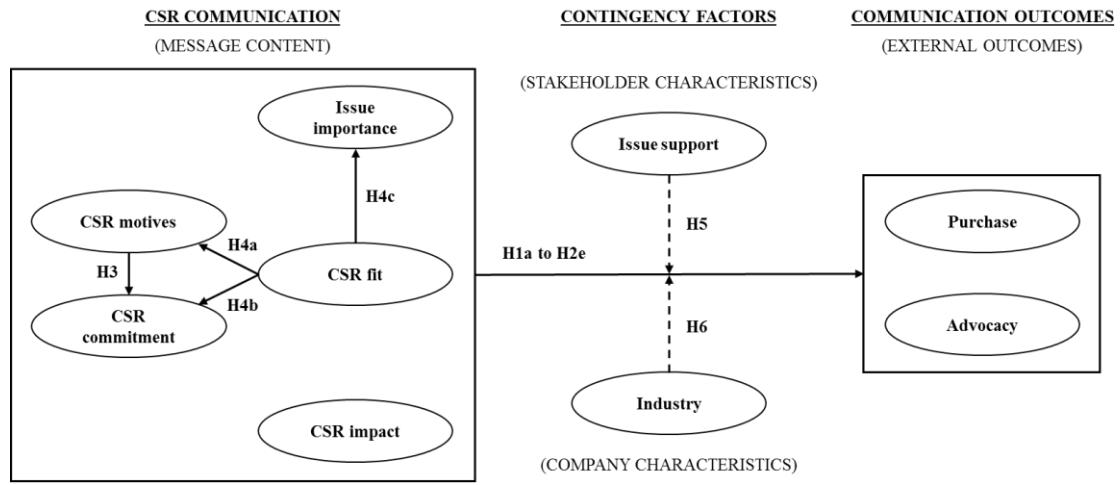 CSR COMMUNICATION
(MESSAGE CONTENT)
Issue
importance
H4c
CSR motives
H4a
H3
CSR fit
H4b
CSR
commitment
CSR impact
CONTINGENCY FACTORS
(STAKEHOLDER CHARACTERISTICS)
Issue support
H5
H1a to H2e
H6
Industry
(COMPANY CHARACTERISTICS)
COMMUNICATION OUTCOMES
(EXTERNAL OUTCOMES)
Purchase
Advocacy